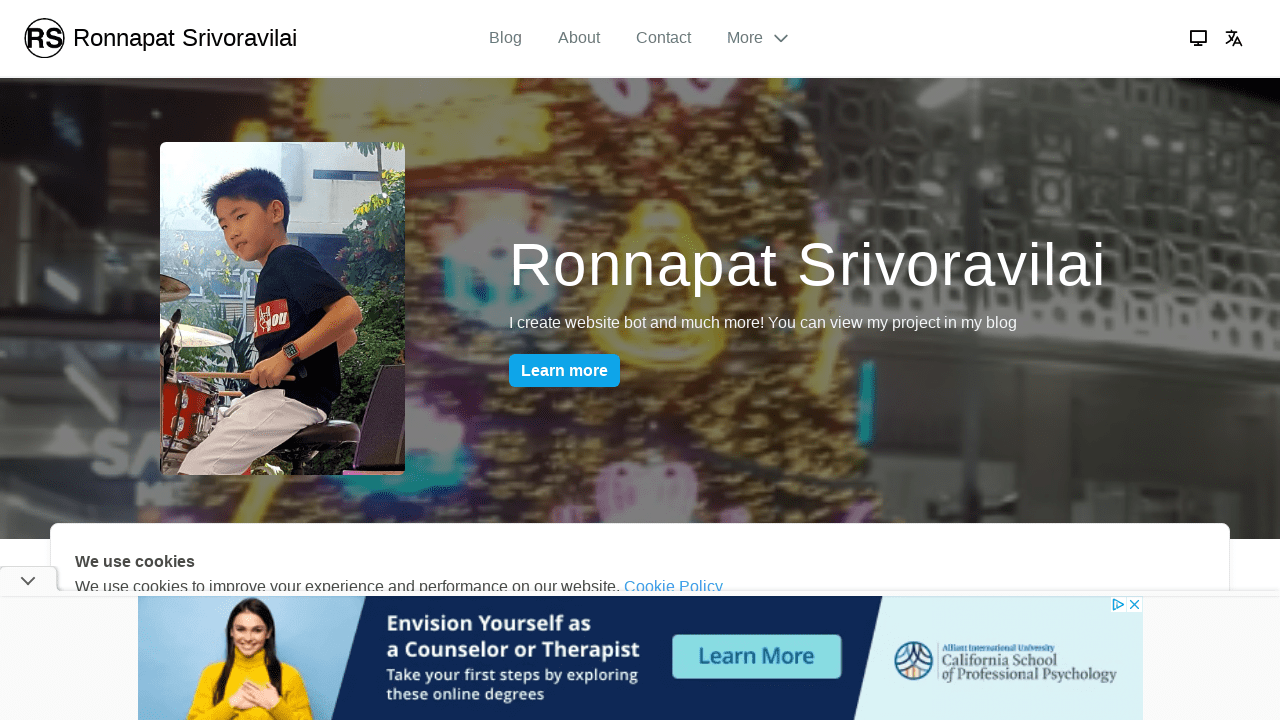 RS Ronnapat Srivoravilai
Blog About Contact More
Ronnapat Srivoravilai
I create website bot and much more! You can view my project in my blog
Learn more
We use cookies
We use cookies to improve your experience and performance on our website. Cookie Policy
Envision Yourself as
a Counselor or Therapist
Take your first steps by exploring
these online degrees
Learn More
Alliant International University
California School
of Professional Psychology